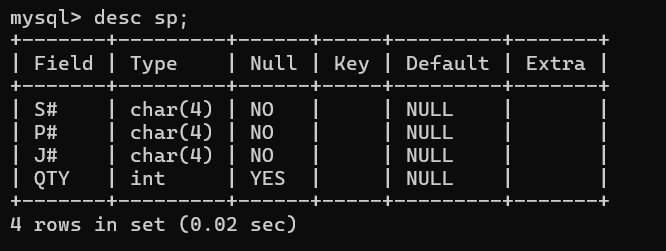 mysql> desc sp;
+-------+---------+------+-----+---------+-------+
| Field | Type    | Null | Key | Default | Extra |
+-------+---------+------+-----+---------+-------+
| S#    | char(4) | NO   |     | NULL    |       |
| P#    | char(4) | NO   |     | NULL    |       |
| J#    | char(4) | NO   |     | NULL    |       |
| QTY   | int     | YES  |     | NULL    |       |
+-------+---------+------+-----+---------+-------+
4 rows in set (0.02 sec)